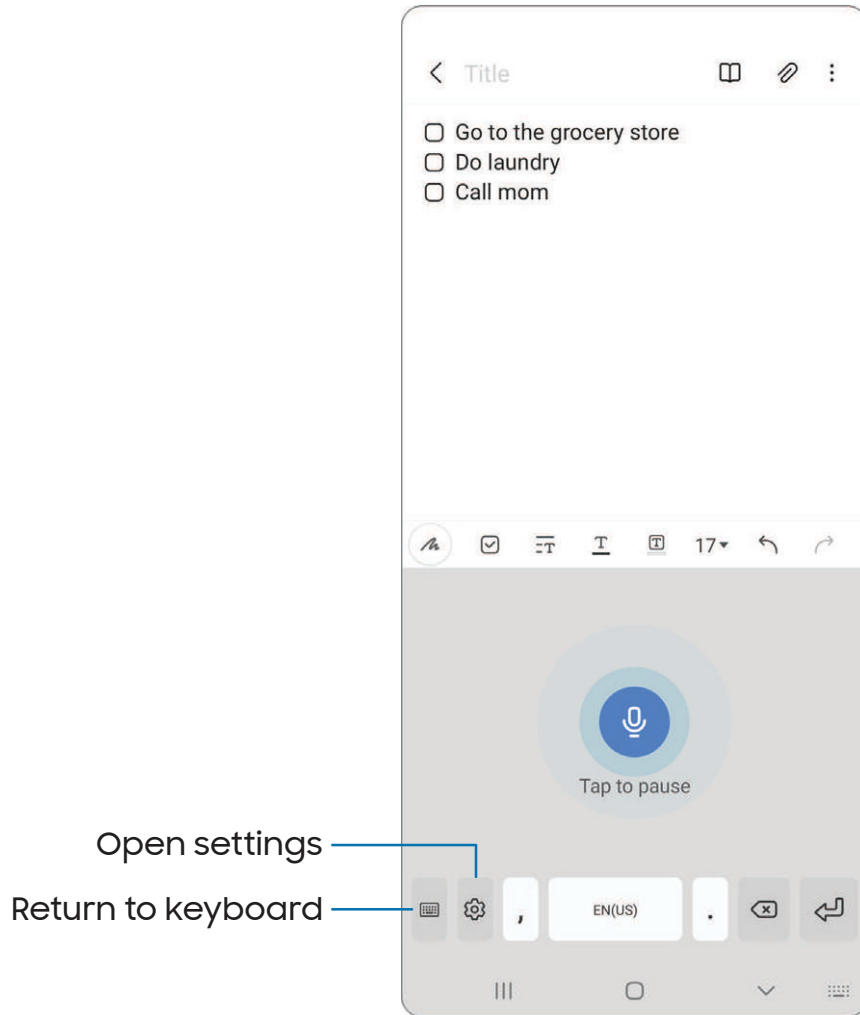 Title
Go to the grocery store
Do laundry
Call mom
T T T 17
Tap to pause
Open settings
Return to keyboard
, EN(US) .